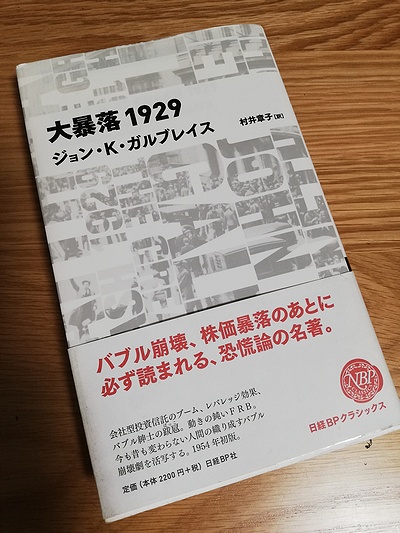 大暴落 1929
ジョン・K・ガルブレイス
村井章子[訳]
バブル崩壊、株価暴落のあとに
必ず読まれる、恐慌論の名著。
会社型投資信託のブーム、レバレッジ効果、
バブル紳士の跋扈。動きの鈍いFRB。
今も昔も変わらない人間の織り成すバブル
崩壊劇を活写する。1954年初版。
定価（本体2200円＋税）日経BP社
NBP
日経BPクラシックス